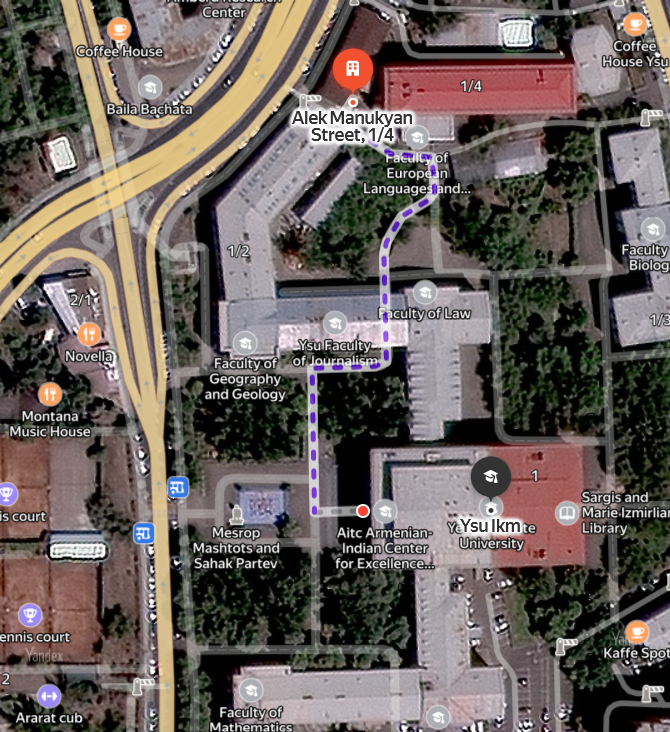 Center
Coffee House
Coffee
House Ysu
Baila Bachata
1/4
Alek Manukyan
Street, 1/4
Faculty of
European
Languages and...
Faculty
Biolog
1/2
2/1
1/3
Faculty of Law
Novella
Ysu Faculty
of Journalism
Faculty of
Geography
and Geology
Montana
Music House
1
Sargis and
Marie Izmirlian
Library
is court
Ysu Ikm
University
Mesrop
Mashtots and
Sahak Partev
Aitc Armenian-
Indian Center
for Excellence...
ennis court
Yandex
Kaffe Spot
2
Ararat cub
Faculty of
Mathematics